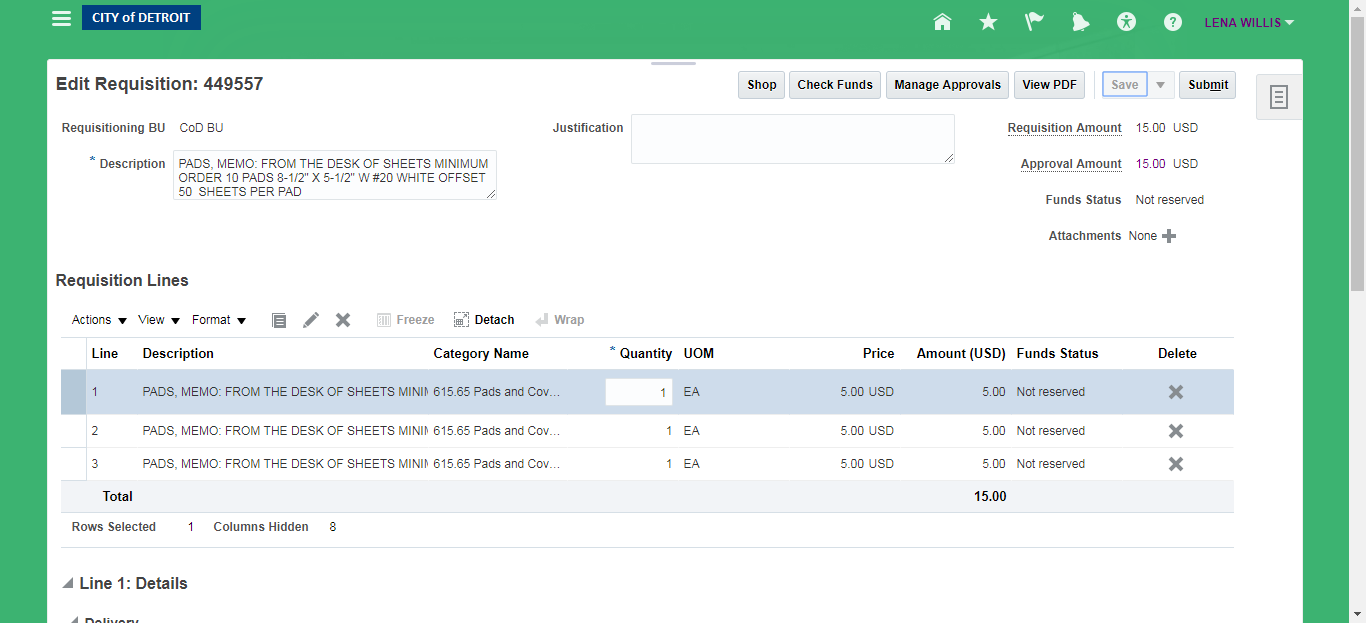 CITY of DETROIT
LENA WILLIS
Edit Requisition: 449557
Shop
Check Funds
Manage Approvals
View PDF
Save
Submit
Requisitioning BU CoD BU
Justification
Requisition Amount 15.00 USD
* Description PADS, MEMO: FROM THE DESK OF SHEETS MINIMUM
ORDER 10 PADS 8-1/2" X 5-1/2" W #20 WHITE OFFSET
50 SHEETS PER PAD
Approval Amount 15.00 USD
Funds Status Not reserved
Attachments None
Requisition Lines
Actions View Format Freeze Detach Wrap
Line Description Category Name * Quantity UOM Price Amount (USD) Funds Status Delete
1 PADS, MEMO: FROM THE DESK OF SHEETS MINI 615.65 Pads and Cov... 1 EA 5.00 USD 5.00 Not reserved
2 PADS, MEMO: FROM THE DESK OF SHEETS MINI 615.65 Pads and Cov... 1 EA 5.00 USD 5.00 Not reserved
3 PADS, MEMO: FROM THE DESK OF SHEETS MINI 615.65 Pads and Cov... 1 EA 5.00 USD 5.00 Not reserved
Total 15.00
Rows Selected 1 Columns Hidden 8
Line 1: Details
Delivery